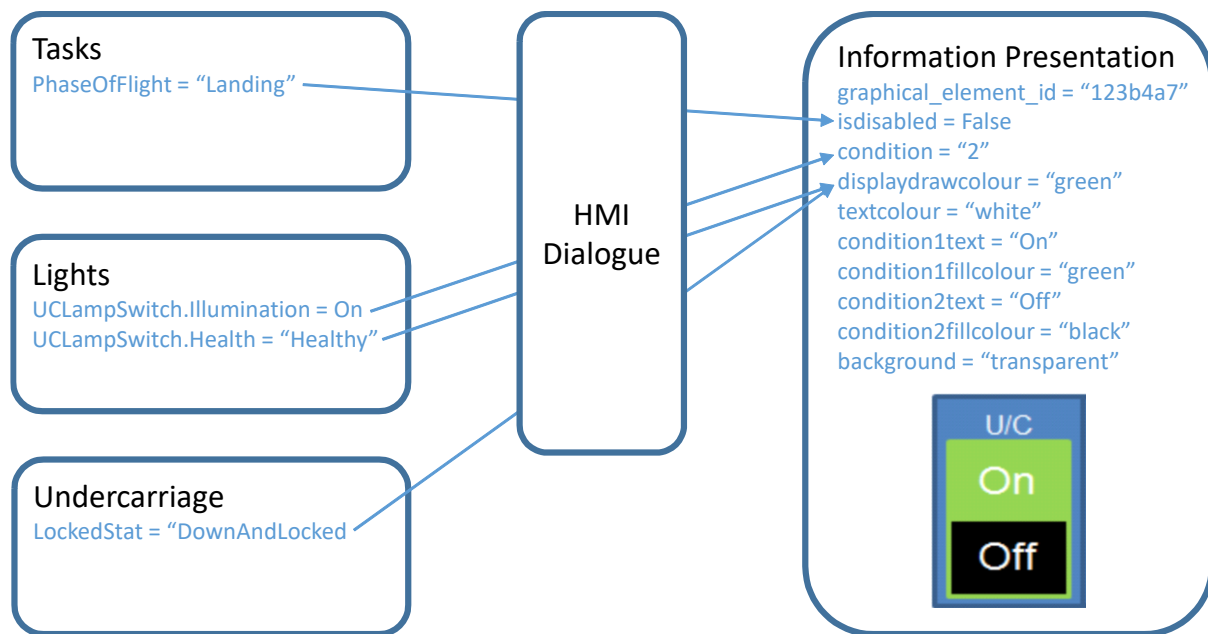 Tasks
PhaseOfFlight = “Landing”
Lights
UCLampSwitch.Illumination = On
UCLampSwitch.Health = “Healthy”
Undercarriage
LockedStat = “DownAndLocked
HMI
Dialogue
Information Presentation
graphical_element_id = “123b4a7”
isdisabled = False
condition = “2”
displaydrawcolour = “green”
textcolour = “white”
condition1text = “On”
condition1fillcolour = “green”
condition2text = “Off”
condition2fillcolour = “black”
background = “transparent”
U/C
On
Off